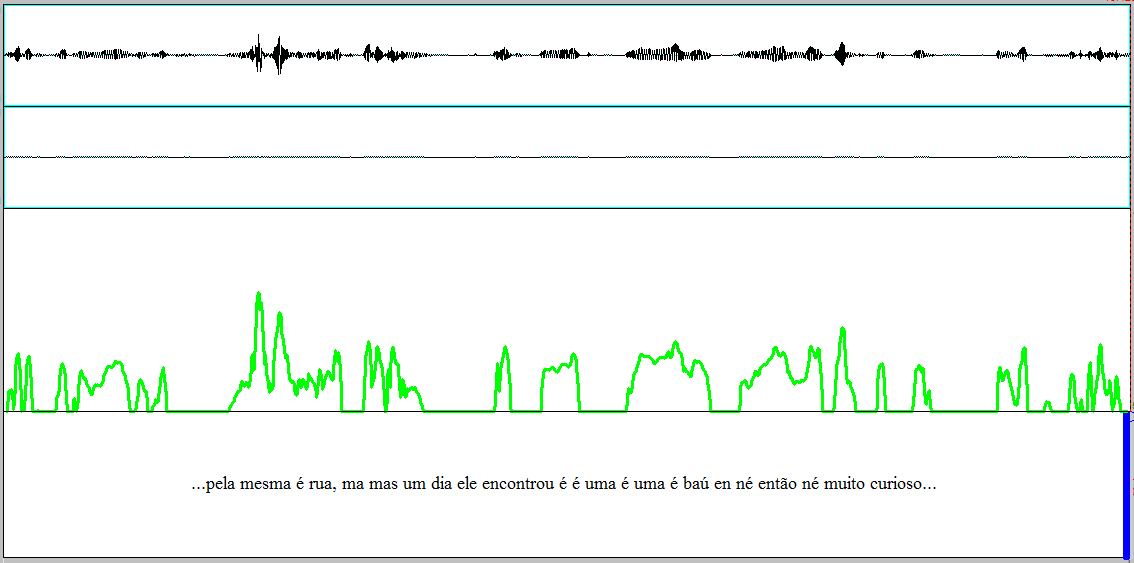 ...pela mesma é rua, ma mas um dia ele encontrou é é uma é uma é baú en né então né muito curioso...